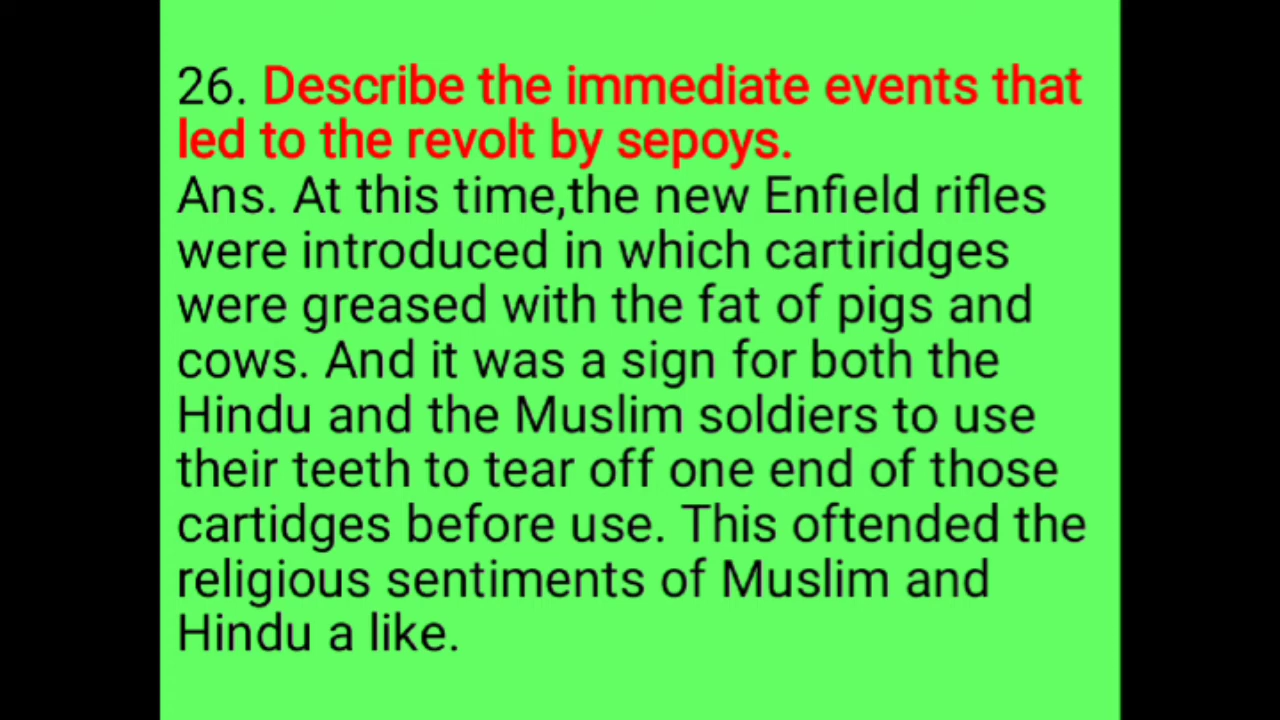 26. Describe the immediate events that
led to the revolt by sepoys.
Ans. At this time,the new Enfield rifles
were introduced in which cartiridges
were greased with the fat of pigs and
cows. And it was a sign for both the
Hindu and the Muslim soldiers to use
their teeth to tear off one end of those
cartidges before use. This oftended the
religious sentiments of Muslim and
Hindu a like.